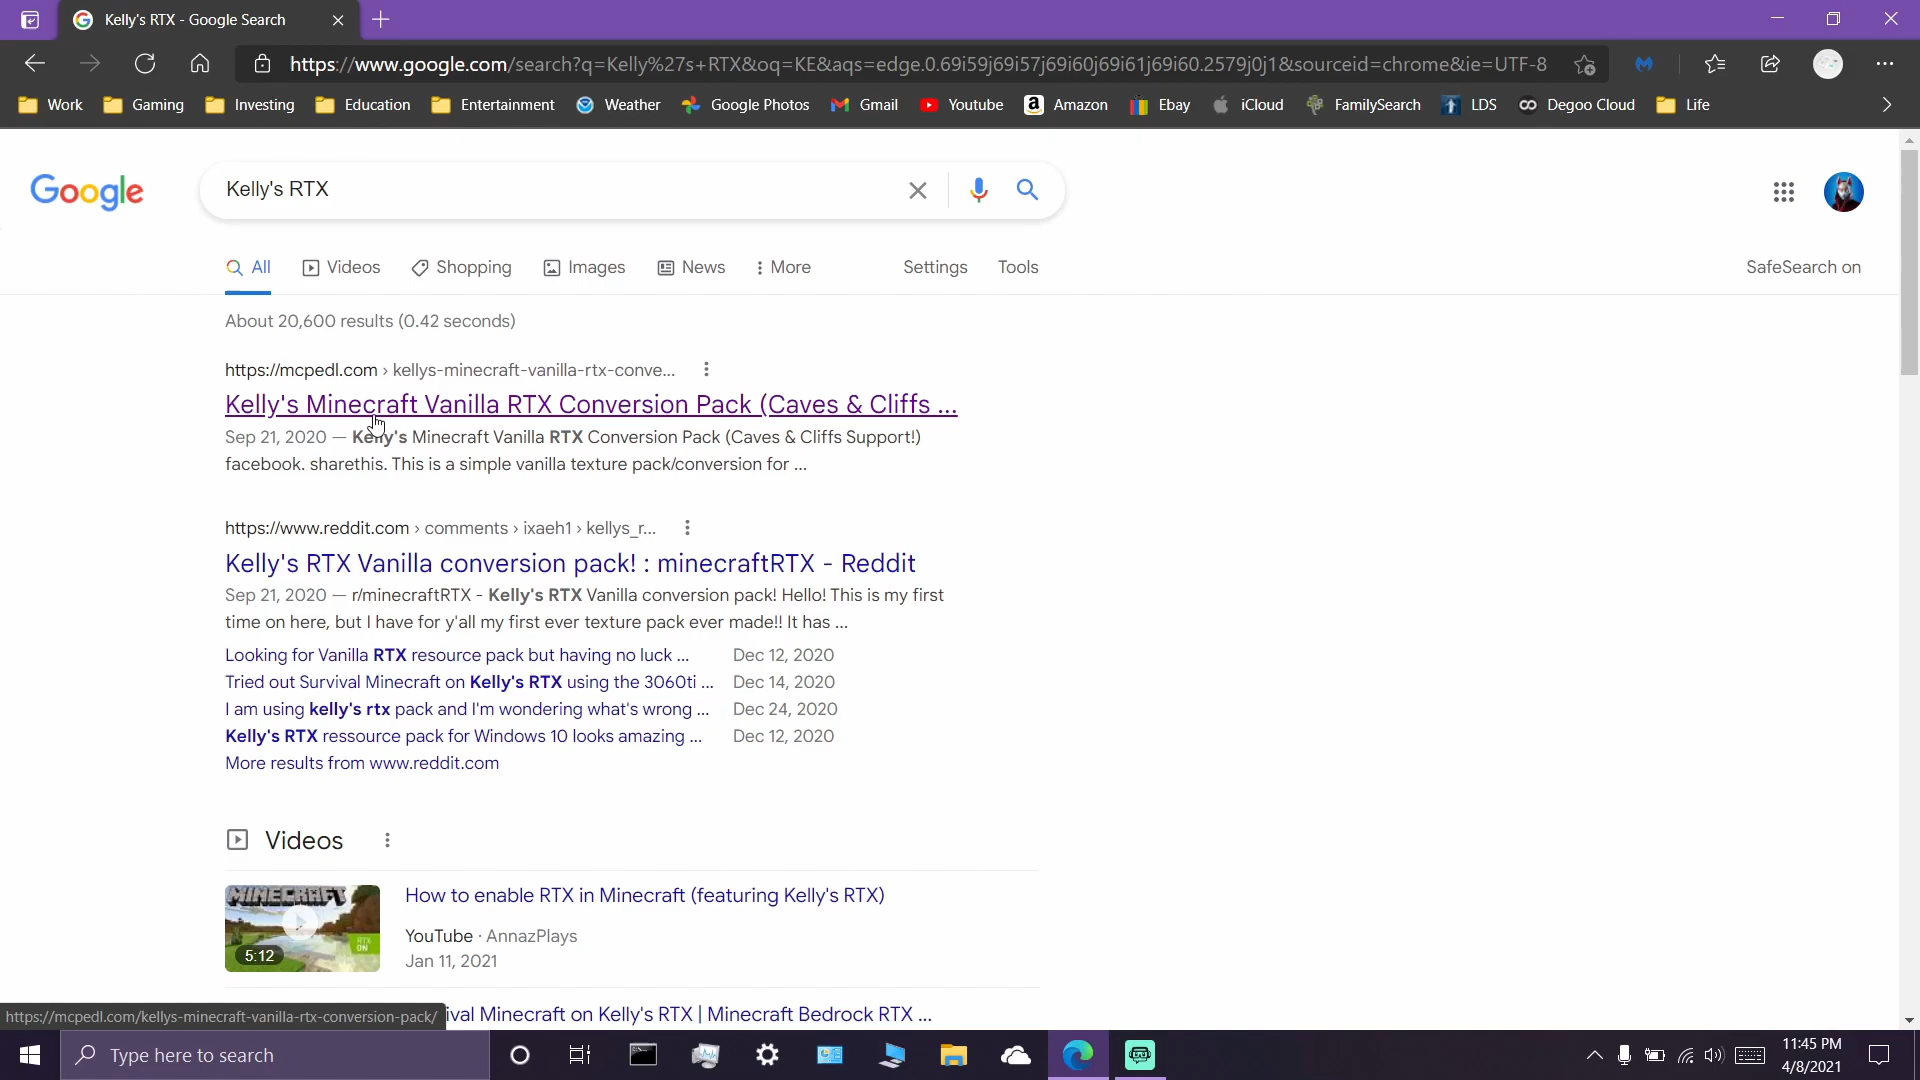 Kelly's RTX - Google Search
https://www.google.com/search?q=Kelly%27s+RTX&oq=KE&aqs=edge.0.69i59j69i57j69i60j69i61j69i60.2579j0j1&sourceid=chrome&ie=UTF-8
Work Gaming Investing Education Entertainment Weather Google Photos Gmail Youtube Amazon Ebay iCloud FamilySearch LDS Degoo Cloud Life
Google Kelly's RTX
All Videos Shopping Images News More Settings Tools SafeSearch on
About 20,600 results (0.42 seconds)
https://mcpedl.com › kellys-minecraft-vanilla-rtx-conve...
Kelly's Minecraft Vanilla RTX Conversion Pack (Caves & Cliffs ...
Sep 21, 2020 — Kelly's Minecraft Vanilla RTX Conversion Pack (Caves & Cliffs Support!)
facebook. sharethis. This is a simple vanilla texture pack/conversion for ...
https://www.reddit.com › comments › ixaeh1 › kellys_r...
Kelly's RTX Vanilla conversion pack! : minecraftRTX - Reddit
Sep 21, 2020 — r/minecraftRTX - Kelly's RTX Vanilla conversion pack! Hello! This is my first
time on here, but I have for y'all my first ever texture pack ever made!! It has ...
Looking for Vanilla RTX resource pack but having no luck ... Dec 12, 2020
Tried out Survival Minecraft on Kelly's RTX using the 3060ti ... Dec 14, 2020
I am using kelly's rtx pack and I'm wondering what's wrong ... Dec 24, 2020
Kelly's RTX ressource pack for Windows 10 looks amazing ... Dec 12, 2020
More results from www.reddit.com
Videos
MINECRAFT
RTX
ON
5:12
How to enable RTX in Minecraft (featuring Kelly's RTX)
YouTube · AnnazPlays
Jan 11, 2021
https://mcpedl.com/kellys-minecraft-vanilla-rtx-conversion-pack/ ival Minecraft on Kelly's RTX | Minecraft Bedrock RTX ...
Type here to search
11:45 PM
4/8/2021